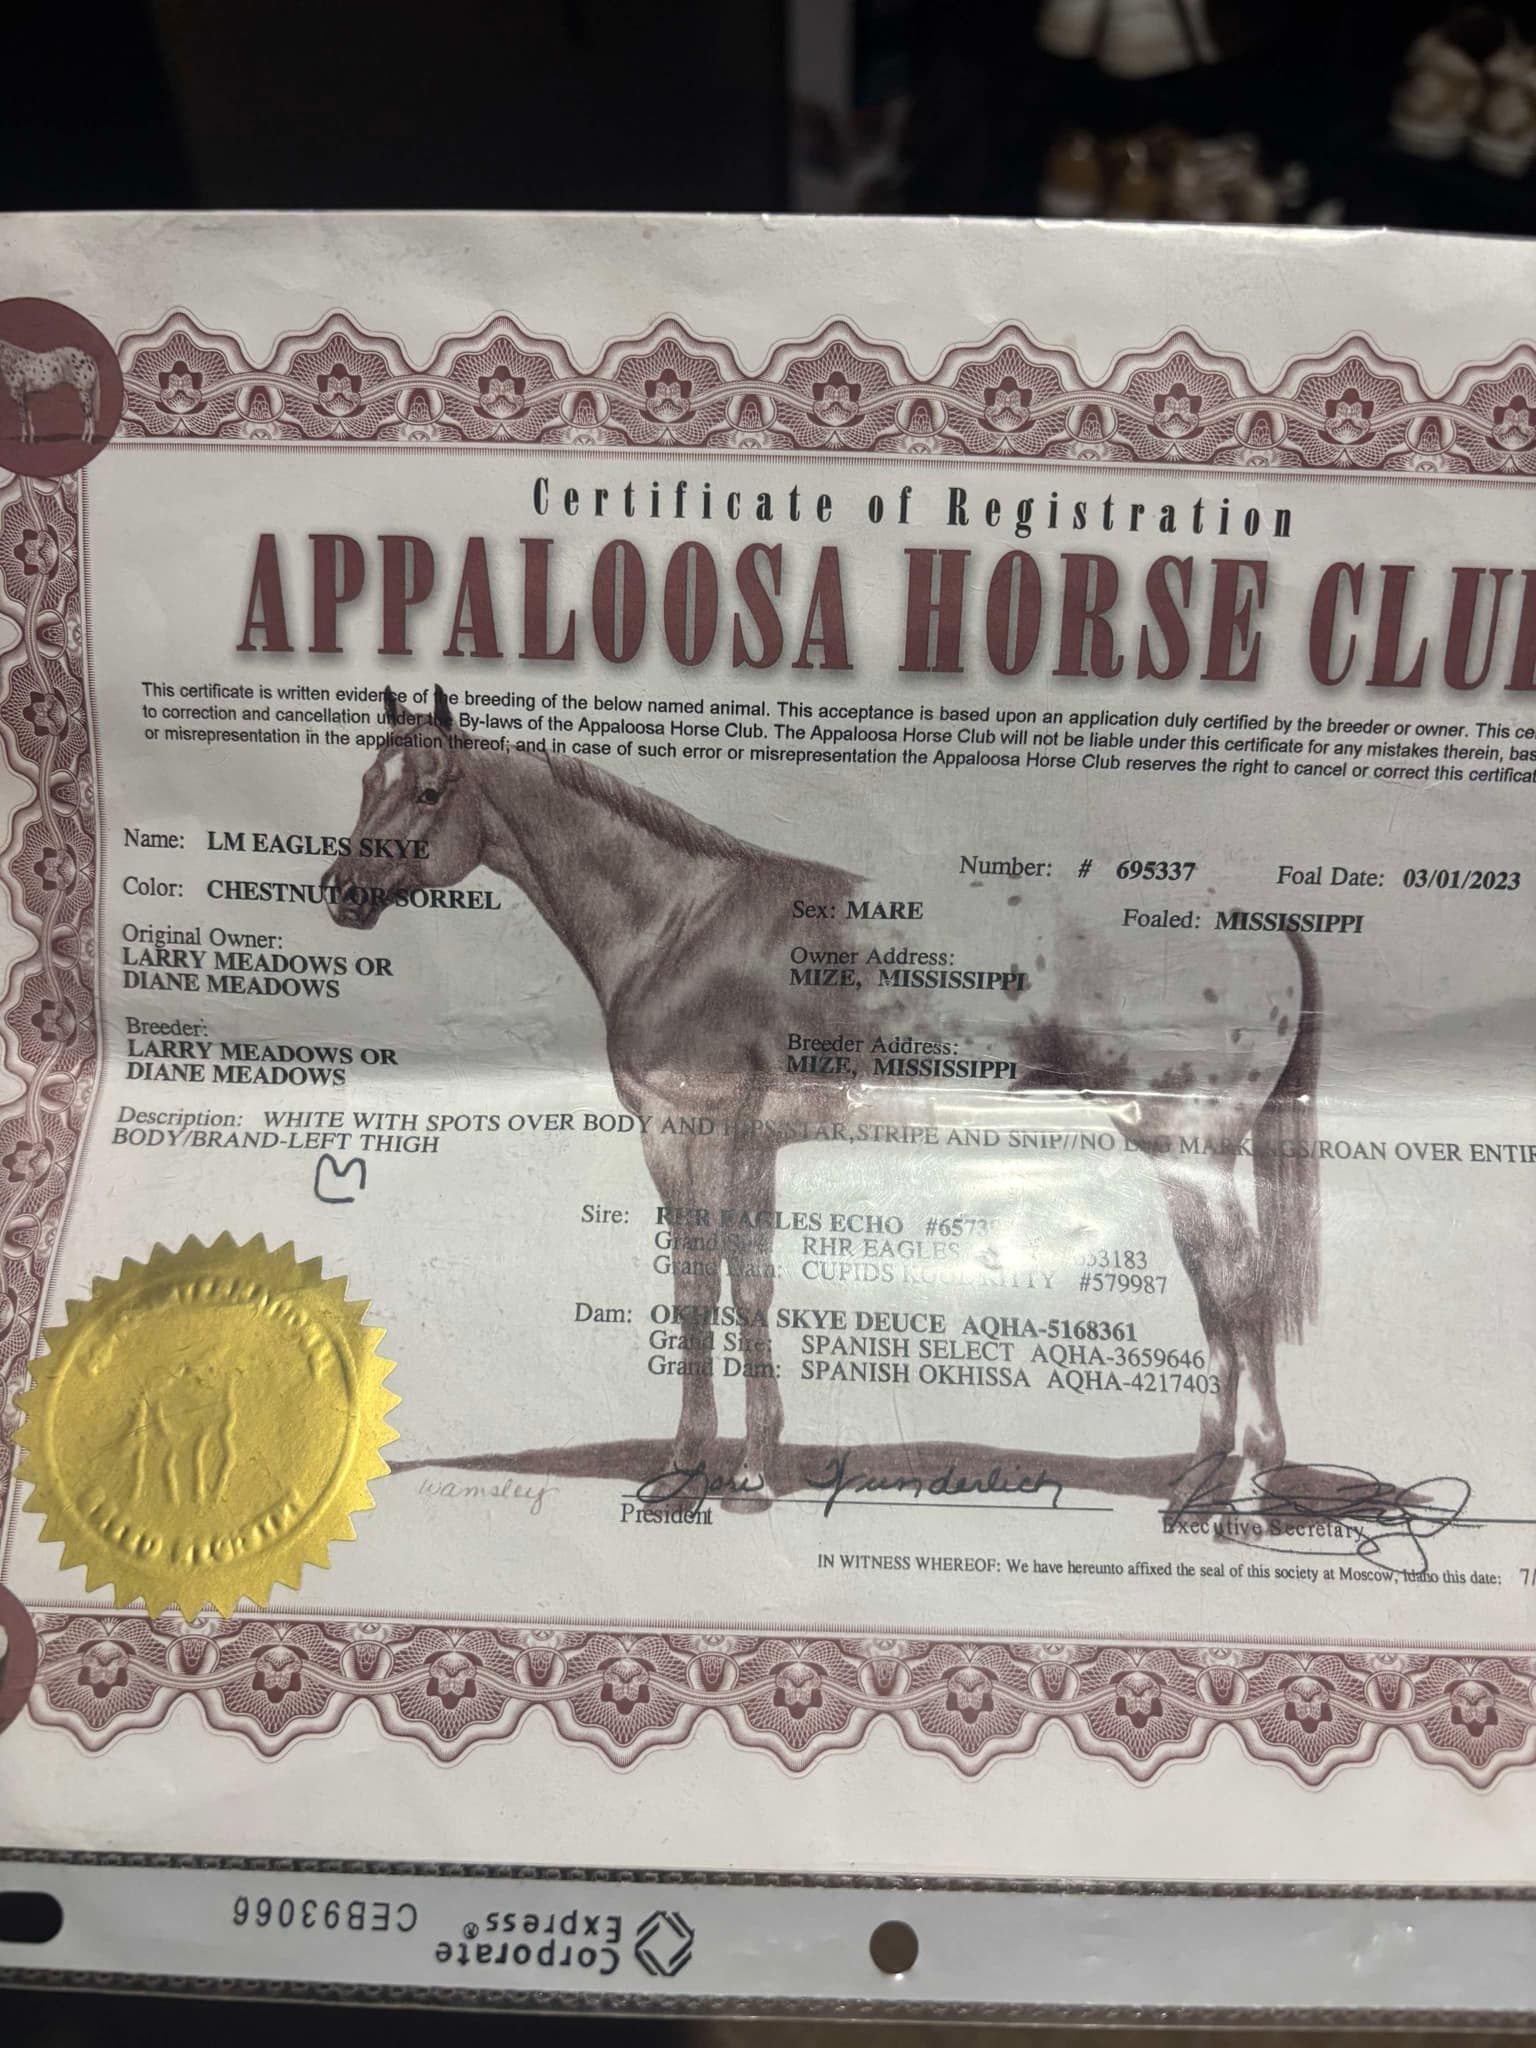 Certificate of Registration
APPALOOSA HORSE CLU
This certificate is written evidence of the breeding of the below named animal. This acceptance is based upon an application duly certified by the breeder or owner. This ce
to correction and cancellation under the By-laws of the Appaloosa Horse Club. The Appaloosa Horse Club will not be liable under this certificate for any mistakes therein, bas
or misrepresentation in the application thereof; and in case of such error or misrepresentation the Appaloosa Horse Club reserves the right to cancel or correct this certificat
Name: LM EAGLES SKYE
Number: # 695337 Foal Date: 03/01/2023
Color: CHESTNUT OR SORREL
Sex: MARE Foaled: MISSISSIPPI
Original Owner:
LARRY MEADOWS OR
DIANE MEADOWS
Owner Address:
MIZE, MISSISSIPPI
Breeder:
LARRY MEADOWS OR
DIANE MEADOWS
Breeder Address:
MIZE, MISSISSIPPI
Description: WHITE WITH SPOTS OVER BODY AND HIPS/STAR,STRIPE AND SNIP//NO LEG MARKINGS/ROAN OVER ENTIR
BODY/BRAND-LEFT THIGH
Sire: RHR EAGLES ECHO
Grand Sire: RHR EAGLES
Grand Dam: CUPIDS KOOL KITTY #579987
Dam: OKHISSA SKYE DEUCE AQHA-5168361
Grand Sire: SPANISH SELECT AQHA-3659646
Grand Dam: SPANISH OKHISSA AQHA-4217403
wamsley
Lori Wunderlich
President
Executive Secretary
IN WITNESS WHEREOF: We have hereunto affixed the seal of this society at Moscow, Idaho this date: 7/
Corporate
Express®
CEB93066